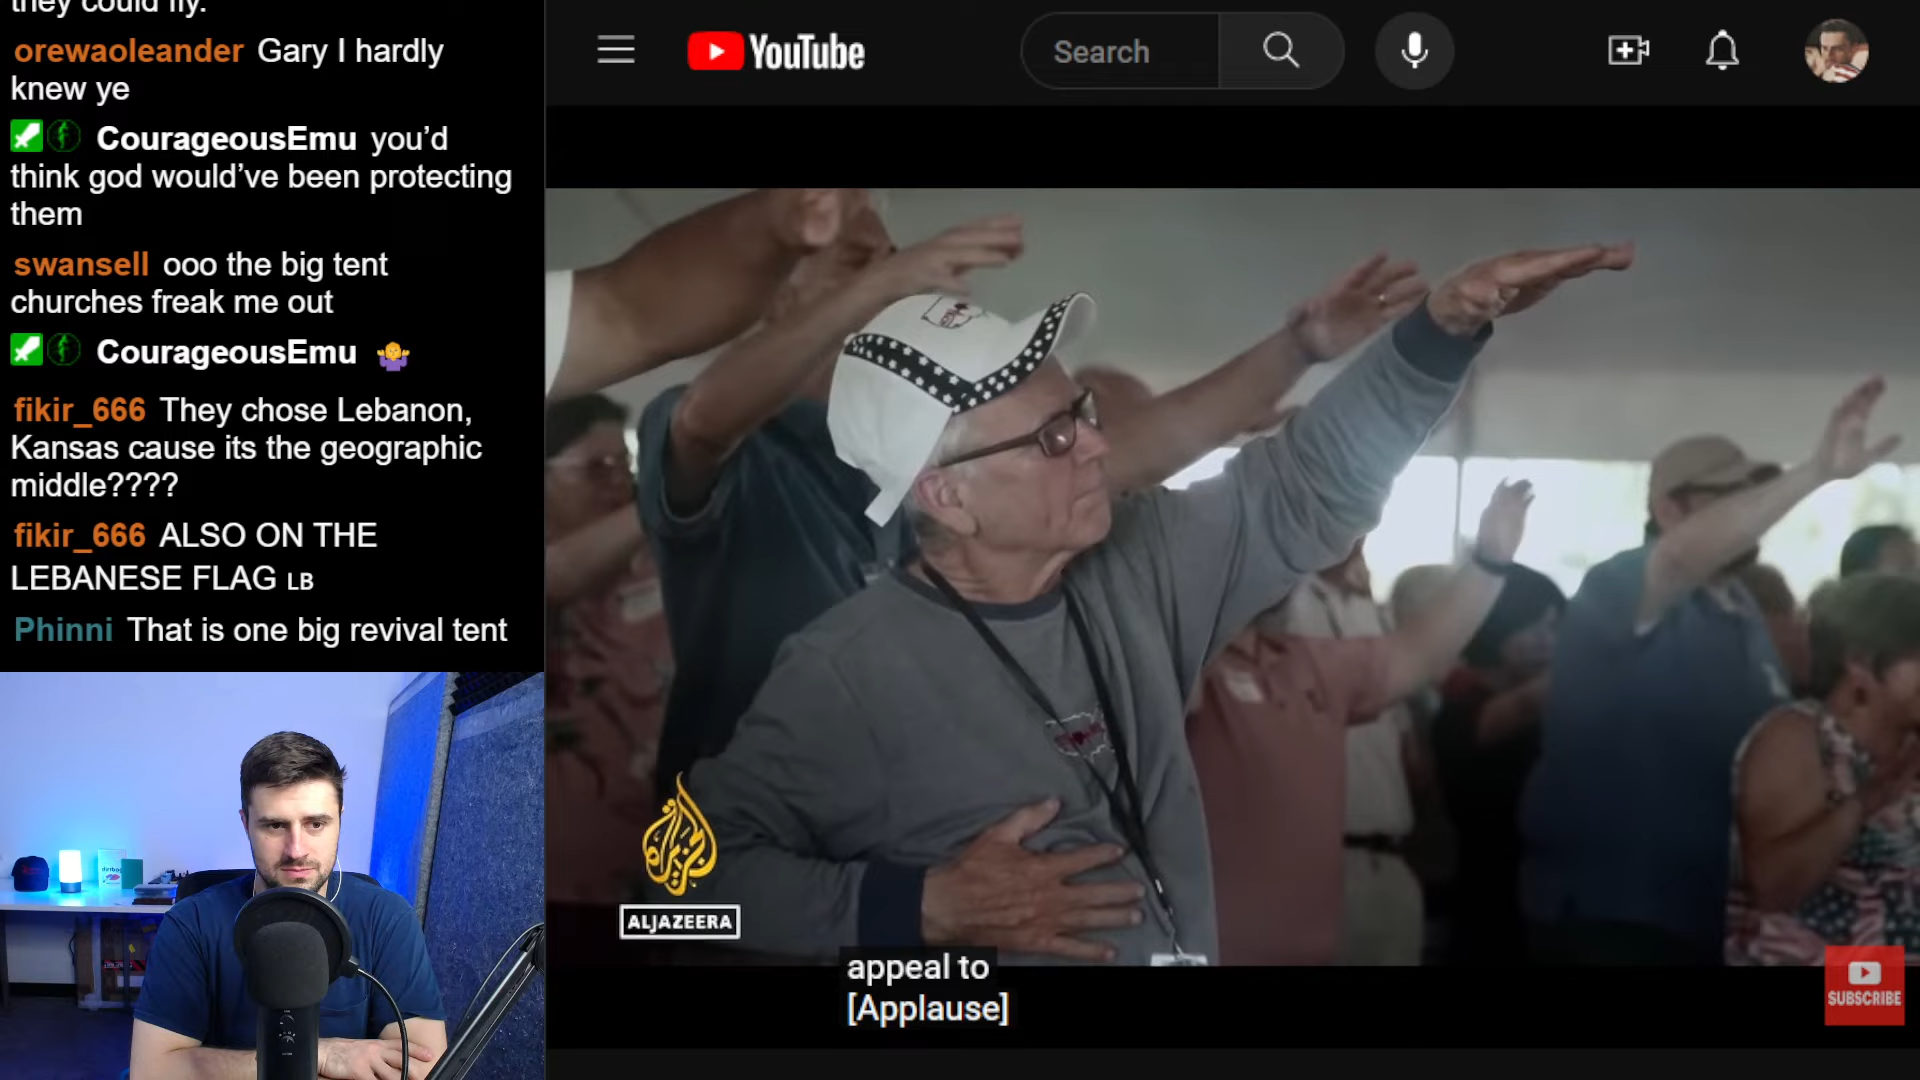 they could fly.
orewaoleander Gary I hardly
knew ye
CourageousEmu you’d
think god would’ve been protecting
them
swansell ooo the big tent
churches freak me out
CourageousEmu 🤷
fikir_666 They chose Lebanon,
Kansas cause its the geographic
middle????
fikir_666 ALSO ON THE
LEBANESE FLAG LB
Phinni That is one big revival tent
YouTube
Search
الجزيرة
ALJAZEERA
appeal to
[Applause]
SUBSCRIBE